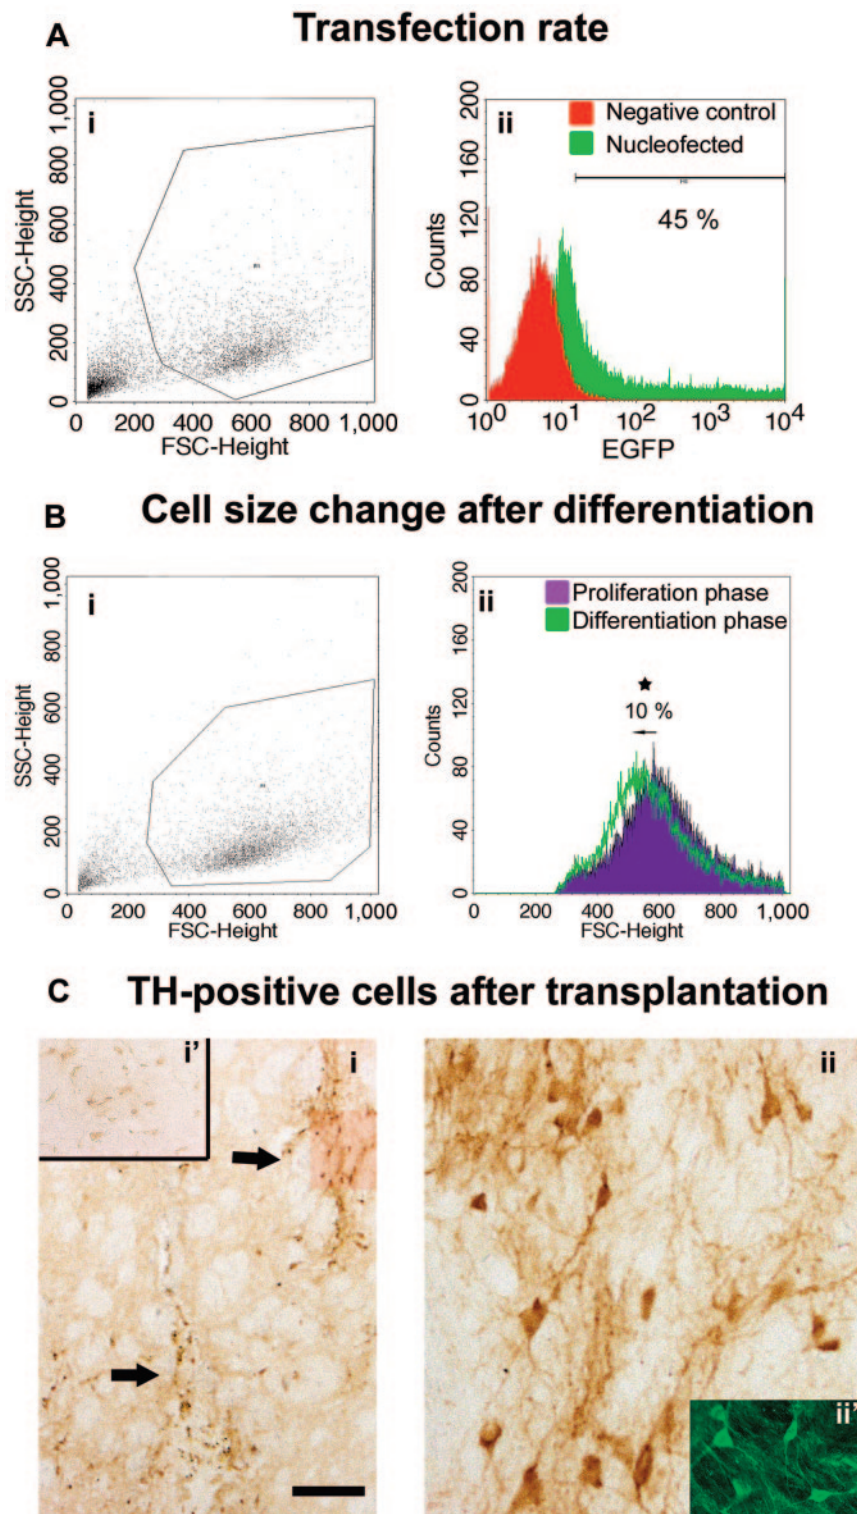 A
Transfection rate
i
1,000
800
600
400
200
0
SSC-Height
0 200 400 600 800 1,000
FSC-Height
ii
Negative control
Nucleofected
45 %
200
160
120
80
40
0
Counts
10^0 10^1 10^2 10^3 10^4
EGFP
B
Cell size change after differentiation
i
1,000
800
600
400
200
0
SSC-Height
0 200 400 600 800 1,000
FSC-Height
ii
Proliferation phase
Differentiation phase
★
10 %
200
160
120
80
40
0
Counts
0 200 400 600 800 1,000
FSC-Height
C
TH-positive cells after transplantation
i'
i
ii
ii'